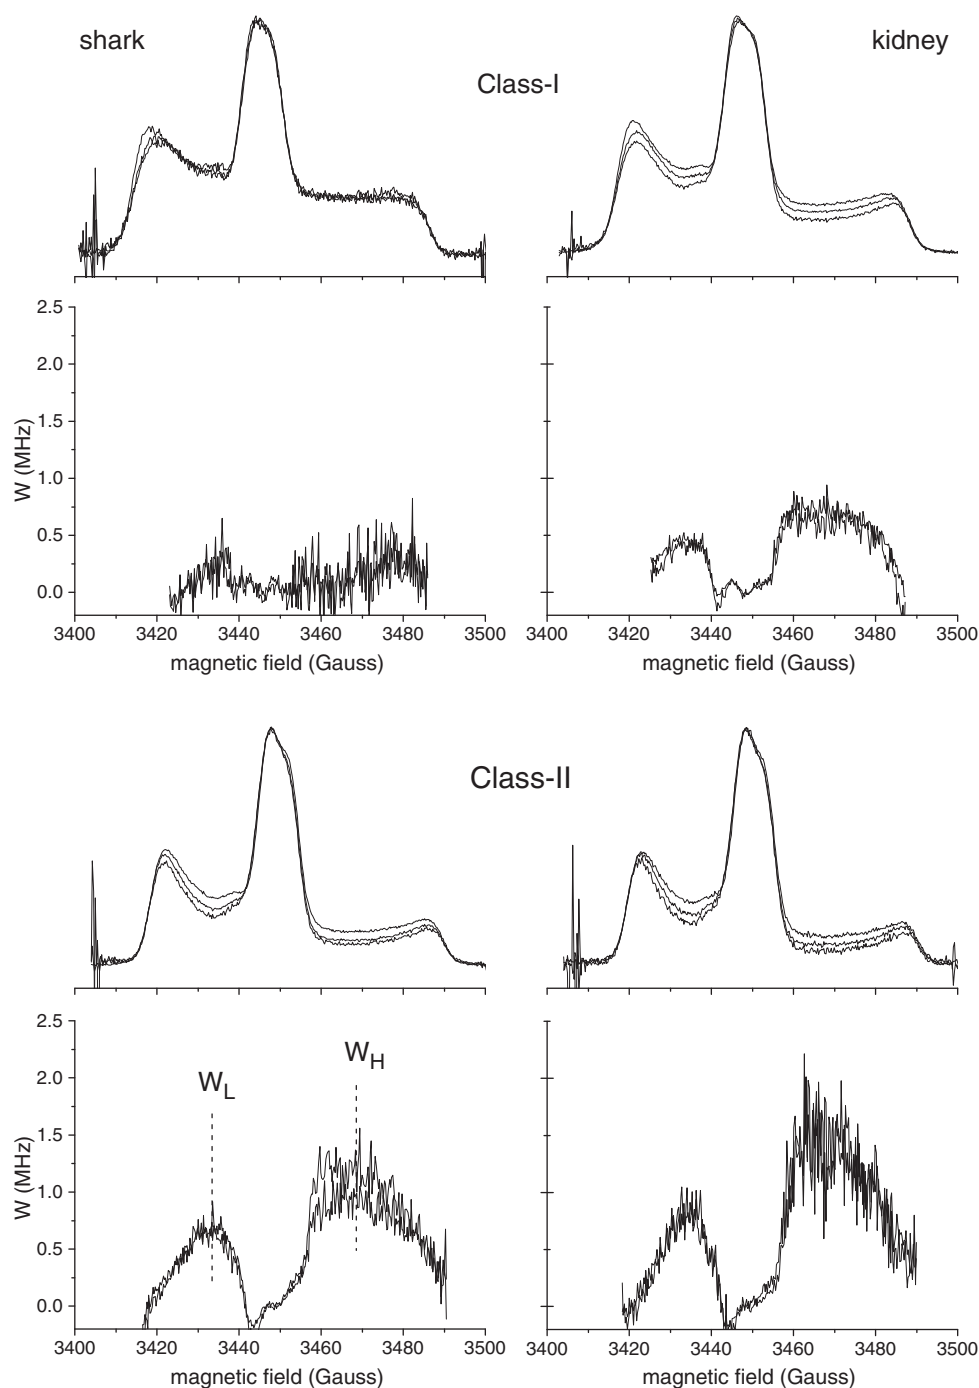 shark kidney
Class-I
2.5
2.0
1.5
1.0
0.5
0.0
W (MHz)
3400 3420 3440 3460 3480 3500 3400 3420 3440 3460 3480 3500
magnetic field (Gauss) magnetic field (Gauss)
Class-II
2.5
2.0
1.5
1.0
0.5
0.0
W (MHz)
W_L
W_H
3400 3420 3440 3460 3480 3500 3400 3420 3440 3460 3480 3500
magnetic field (Gauss) magnetic field (Gauss)